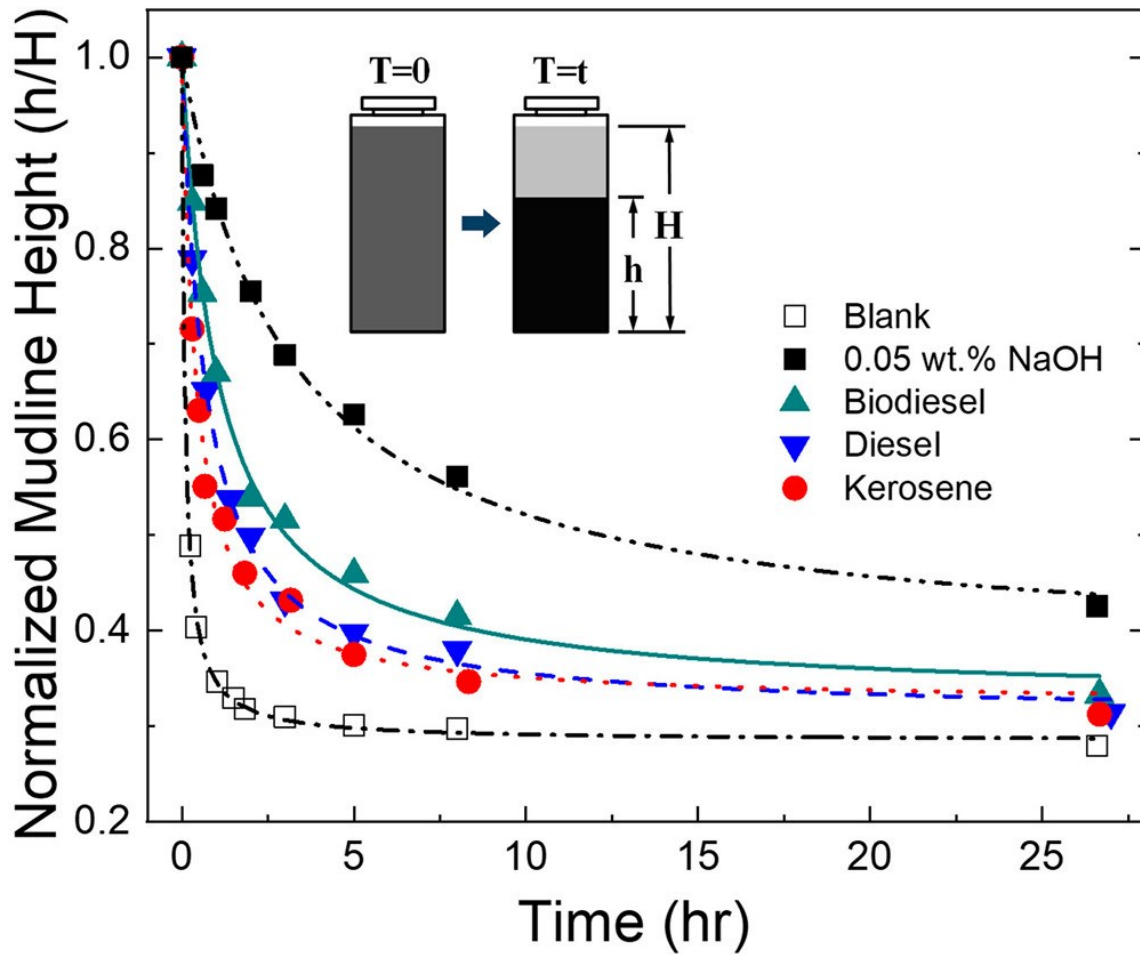 Normalized Mudline Height (h/H)
1.0
0.8
0.6
0.4
0.2
T=0
T=t
H
h
Blank
0.05 wt.% NaOH
Biodiesel
Diesel
Kerosene
0
5
10
15
20
25
Time (hr)